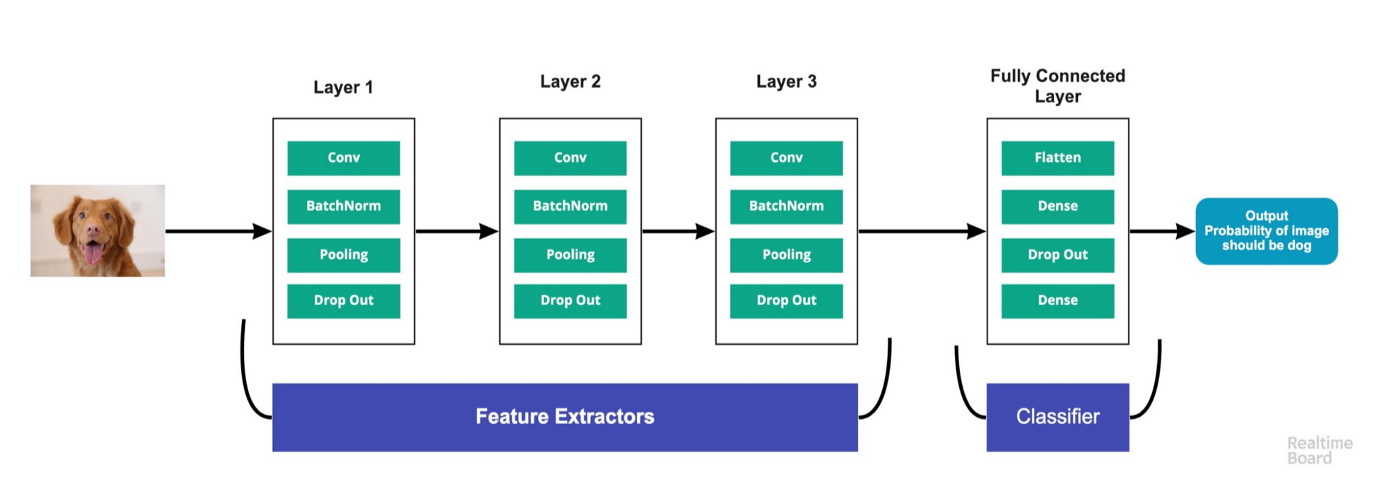 Layer 1
Layer 2
Layer 3
Fully Connected
Layer
Conv
BatchNorm
Pooling
Drop Out
Conv
BatchNorm
Pooling
Drop Out
Conv
BatchNorm
Pooling
Drop Out
Flatten
Dense
Drop Out
Dense
Output
Probability of image
should be dog
Feature Extractors
Classifier
Realtime
Board